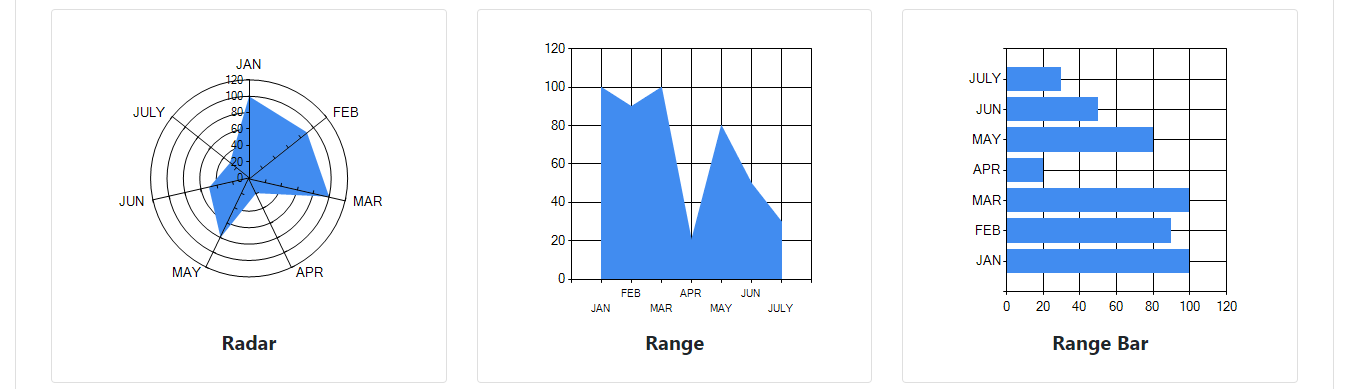 JAN
120
100
80
60
40
20
0
FEB
MAR
APR
MAY
JUN
JULY
Radar
120
100
80
60
40
20
0
JAN FEB MAR APR MAY JUN JULY
Range
JULY
JUN
MAY
APR
MAR
FEB
JAN
0 20 40 60 80 100 120
Range Bar